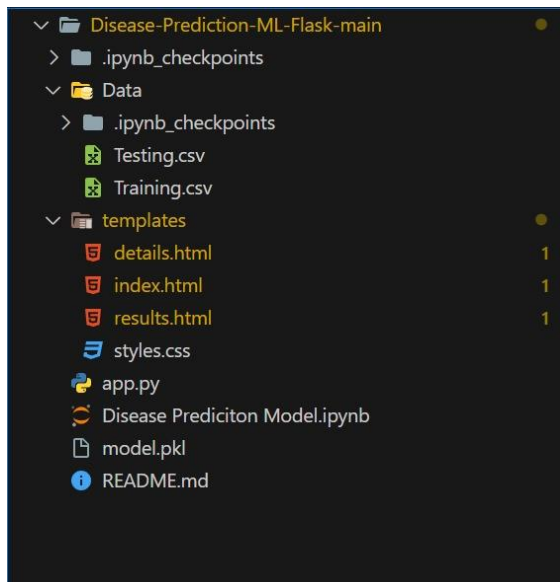 Disease-Prediction-ML-Flask-main
.ipynb_checkpoints
Data
.ipynb_checkpoints
Testing.csv
Training.csv
templates
details.html 1
index.html 1
results.html 1
styles.css
app.py
Disease Prediciton Model.ipynb
model.pkl
README.md